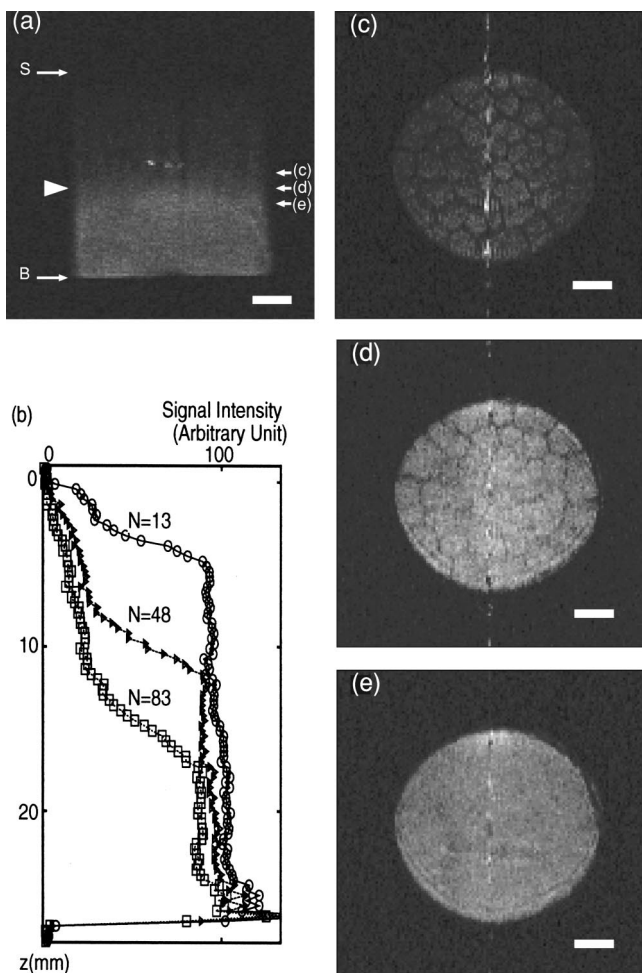 (a)
S
(c)
(d)
(e)
B
(c)
(d)
(b)
Signal Intensity
(Arbitrary Unit)
0 100
0
N=13
N=48
10
N=83
20
z(mm)
(e)